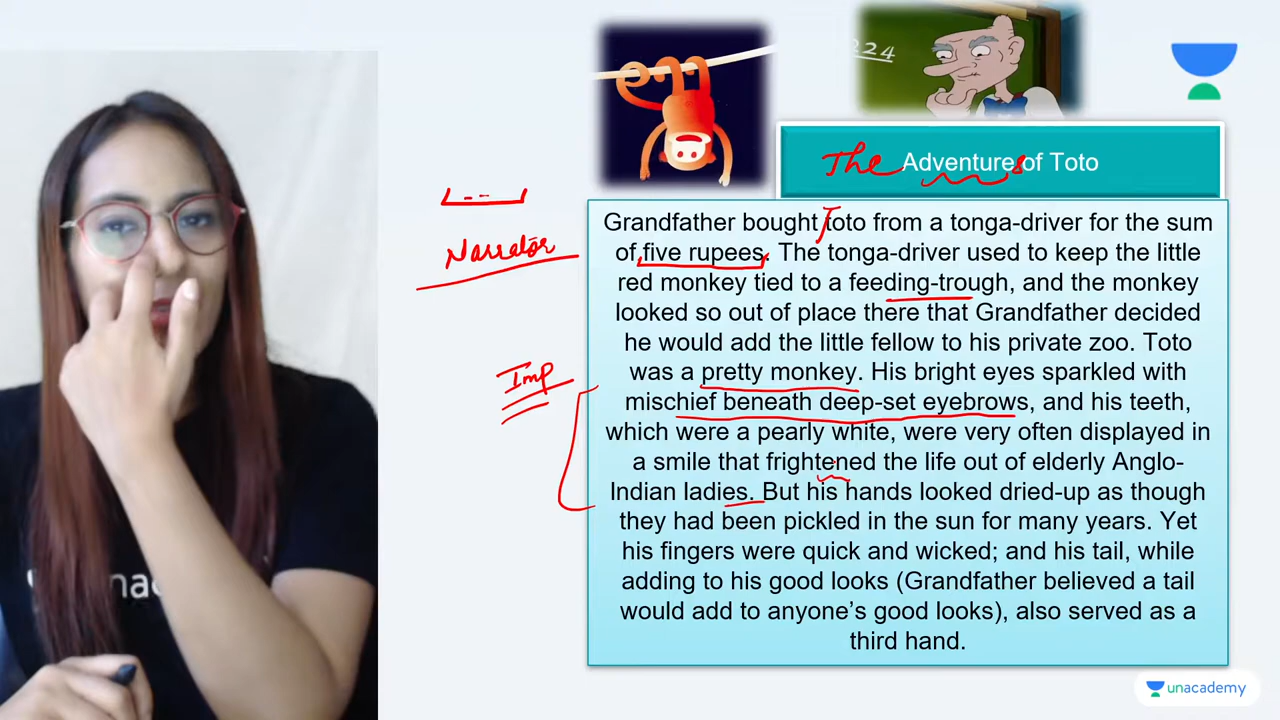 224
The Adventures of Toto
Narrator
Imp
Grandfather bought Toto from a tonga-driver for the sum
of five rupees. The tonga-driver used to keep the little
red monkey tied to a feeding-trough, and the monkey
looked so out of place there that Grandfather decided
he would add the little fellow to his private zoo. Toto
was a pretty monkey. His bright eyes sparkled with
mischief beneath deep-set eyebrows, and his teeth,
which were a pearly white, were very often displayed in
a smile that frightened the life out of elderly Anglo-
Indian ladies. But his hands looked dried-up as though
they had been pickled in the sun for many years. Yet
his fingers were quick and wicked; and his tail, while
adding to his good looks (Grandfather believed a tail
would add to anyone’s good looks), also served as a
third hand.
unacademy